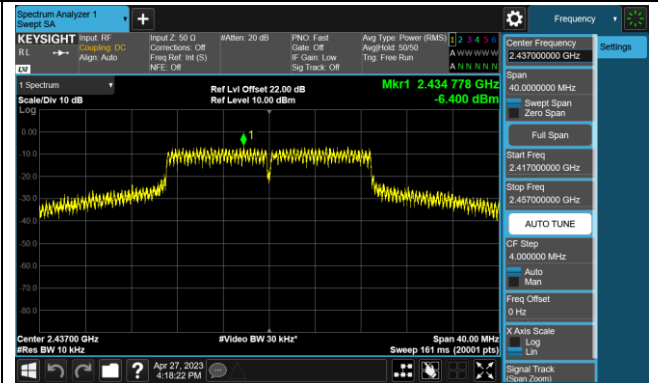 Spectrum Analyzer 1
Swept SA
+
Frequency
KEYSIGHT
RL
LXI
Input: RF
Coupling: DC
Align: Auto
Input Z: 50 Ω
Corrections: Off
Freq Ref: Int (S)
NFE: Off
#Atten: 20 dB
PNO: Fast
Gate: Off
IF Gain: Low
Sig Track: Off
Avg Type: Power (RMS)
Avg|Hold: 50/50
Trig: Free Run
1 2 3 4 5 6
A W W W W W
A N N N N N
1 Spectrum
Scale/Div 10 dB
Log
Ref Lvl Offset 22.00 dB
Ref Level 10.00 dBm
Mkr1 2.434 778 GHz
-6.400 dBm
1
0.00
-10.0
-20.0
-30.0
-40.0
-50.0
-60.0
-70.0
-80.0
Center 2.43700 GHz
#Res BW 10 kHz
#Video BW 30 kHz*
Span 40.00 MHz
Sweep 161 ms (20001 pts)
Center Frequency
2.437000000 GHz
Settings
Span
40.0000000 MHz
Swept Span
Zero Span
Full Span
Start Freq
2.417000000 GHz
Stop Freq
2.457000000 GHz
AUTO TUNE
CF Step
4.000000 MHz
Auto
Man
Freq Offset
0 Hz
X Axis Scale
Log
Lin
Signal Track
(Span Zoom)
?
Apr 27, 2023
4:18:22 PM